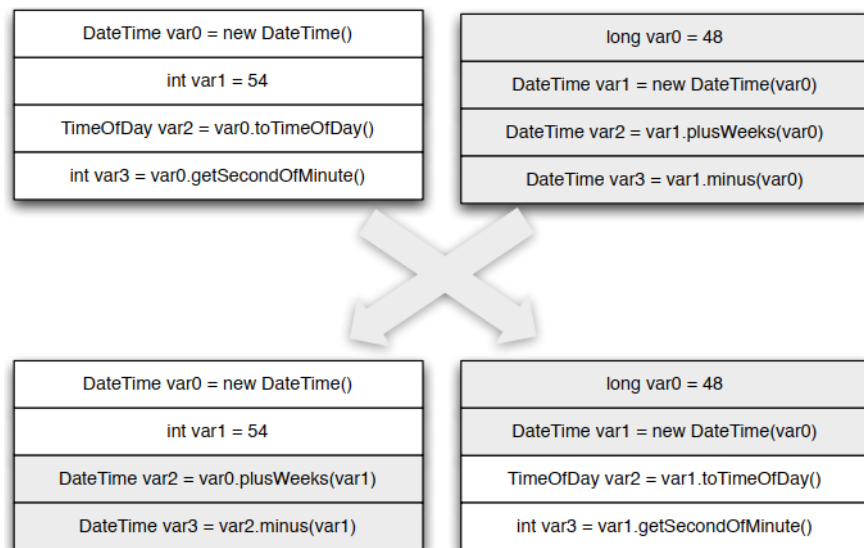 DateTime var0 = new DateTime()
int var1 = 54
TimeOfDay var2 = var0.toTimeOfDay()
int var3 = var0.getSecondOfMinute()
long var0 = 48
DateTime var1 = new DateTime(var0)
DateTime var2 = var1.plusWeeks(var0)
DateTime var3 = var1.minus(var0)
DateTime var0 = new DateTime()
int var1 = 54
DateTime var2 = var0.plusWeeks(var1)
DateTime var3 = var2.minus(var1)
long var0 = 48
DateTime var1 = new DateTime(var0)
TimeOfDay var2 = var1.toTimeOfDay()
int var3 = var1.getSecondOfMinute()